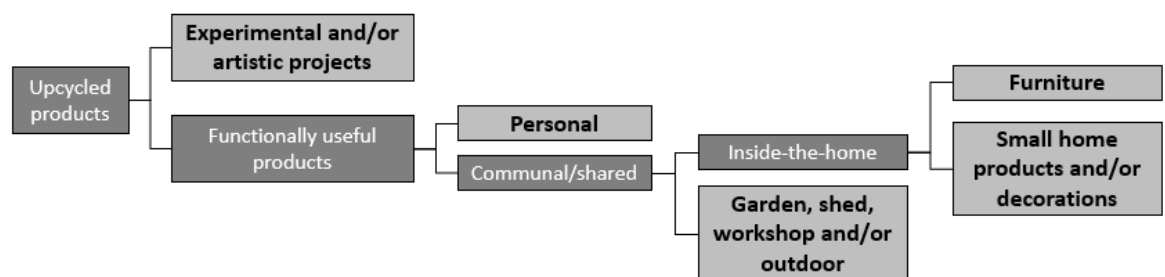 Upcycled
products
Experimental and/or
artistic projects
Functionally useful
products
Personal
Communal/shared
Inside-the-home
Garden, shed,
workshop and/or
outdoor
Furniture
Small home
products and/or
decorations